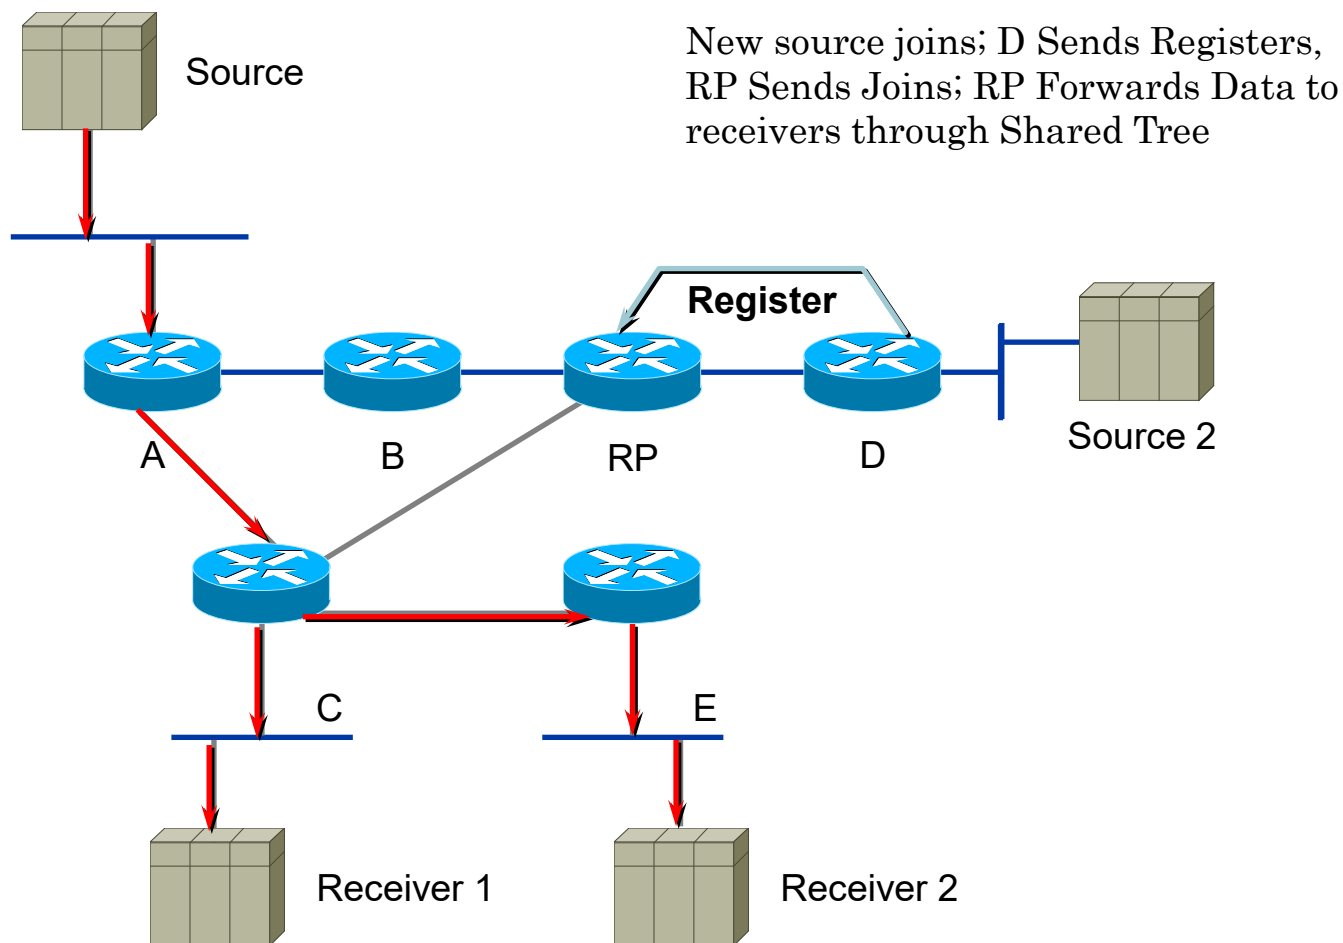 Source
New source joins; D Sends Registers,
RP Sends Joins; RP Forwards Data to
receivers through Shared Tree
Register
A
B
RP
D
Source 2
C
E
Receiver 1
Receiver 2